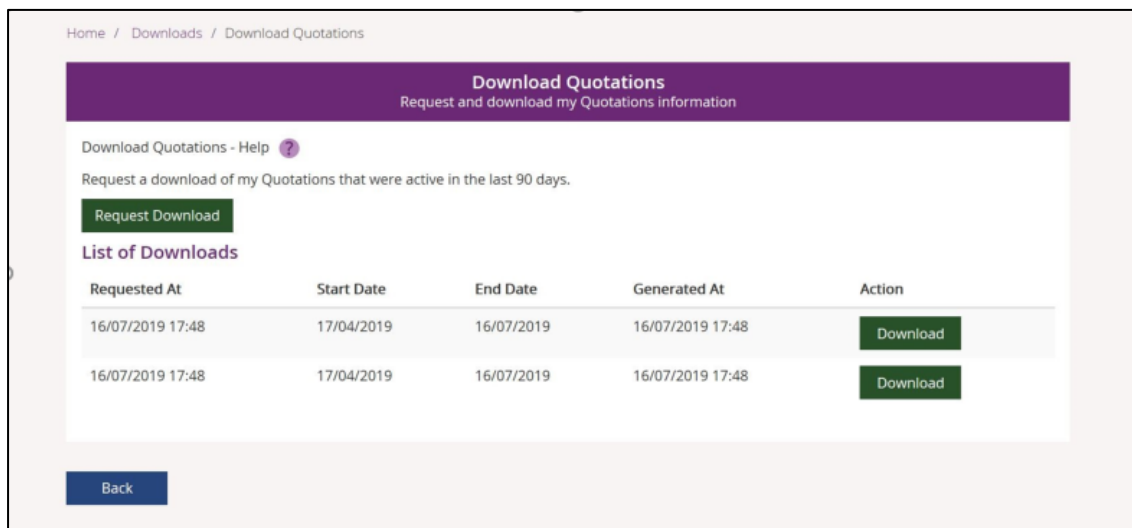 Home / Downloads / Download Quotations
Download Quotations
Request and download my Quotations information
Download Quotations - Help ?
Request a download of my Quotations that were active in the last 90 days.
Request Download
List of Downloads
Requested At Start Date End Date Generated At Action
16/07/2019 17:48 17/04/2019 16/07/2019 16/07/2019 17:48 Download
16/07/2019 17:48 17/04/2019 16/07/2019 16/07/2019 17:48 Download
Back